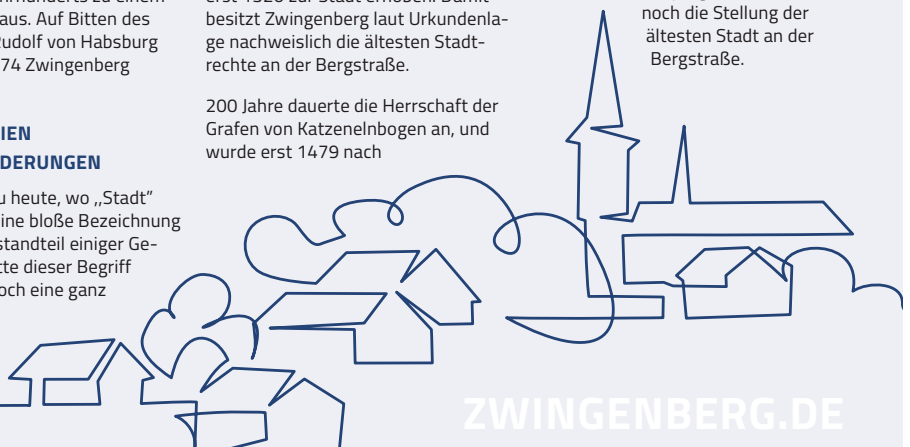 aus. Auf Bitten des
udolf von Habsburg
74 Zwingenberg
IEN
DERUNGEN
u heute, wo „Stadt"
ine bloße Bezeichnung
standteil einiger Ge-
tte dieser Begriff
och eine ganz
besitzt Zwingenberg laut Urkundenla-
ge nachweislich die ältesten Stadt-
rechte an der Bergstraße.
200 Jahre dauerte die Herrschaft der
Grafen von Katzenelnbogen an, und
wurde erst 1479 nach
noch die Stellung der
ältesten Stadt an der
Bergstraße.
ZWINGENBERG.DE